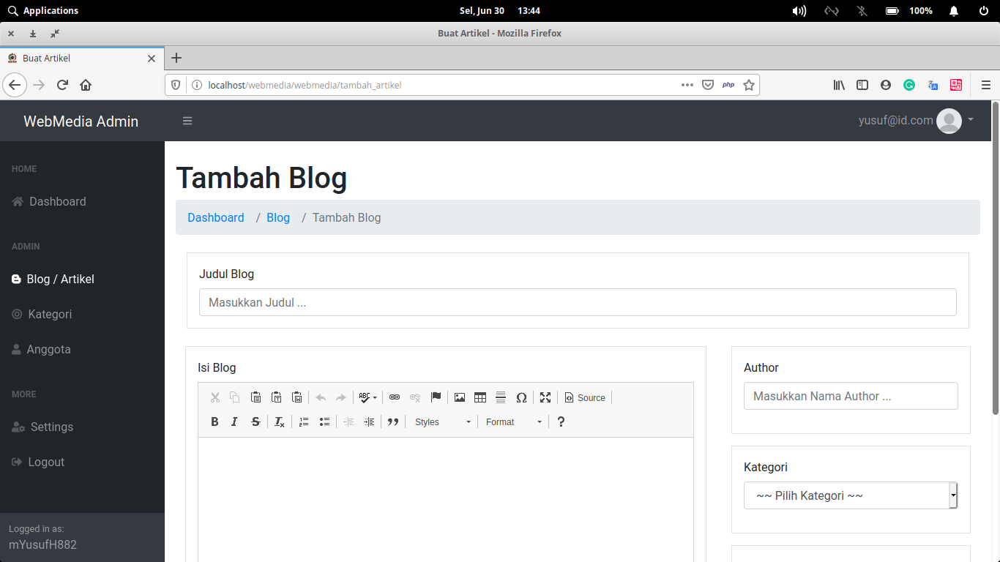 Applications
Sel, Jun 30 13:44
100%
Buat Artikel - Mozilla Firefox
Buat Artikel
localhost/webmedia/webmedia/tambah_artikel
php
WebMedia Admin
yusuf@id.com
HOME
Dashboard
ADMIN
Blog / Artikel
Kategori
Anggota
MORE
Settings
Logout
Logged in as:
mYusufH882
Tambah Blog
Dashboard / Blog / Tambah Blog
Judul Blog
Masukkan Judul ...
Isi Blog
ABC
Source
B I S Tx Styles Format ?
Author
Masukkan Nama Author ...
Kategori
~~ Pilih Kategori ~~